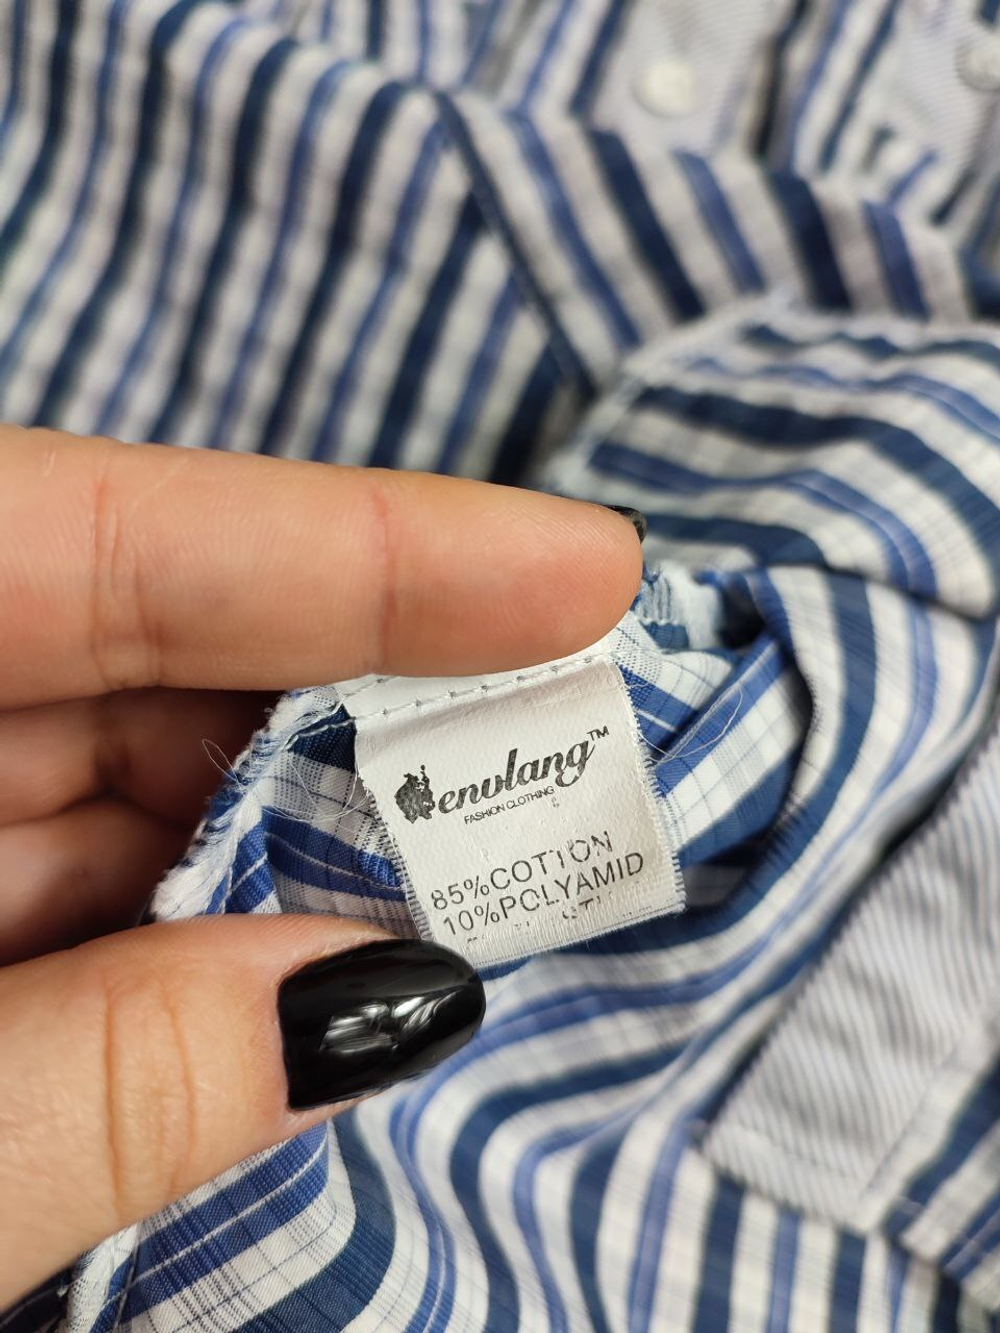 envlang™
FASHION CLOTHING
85%COTTON
10%POLYAMID